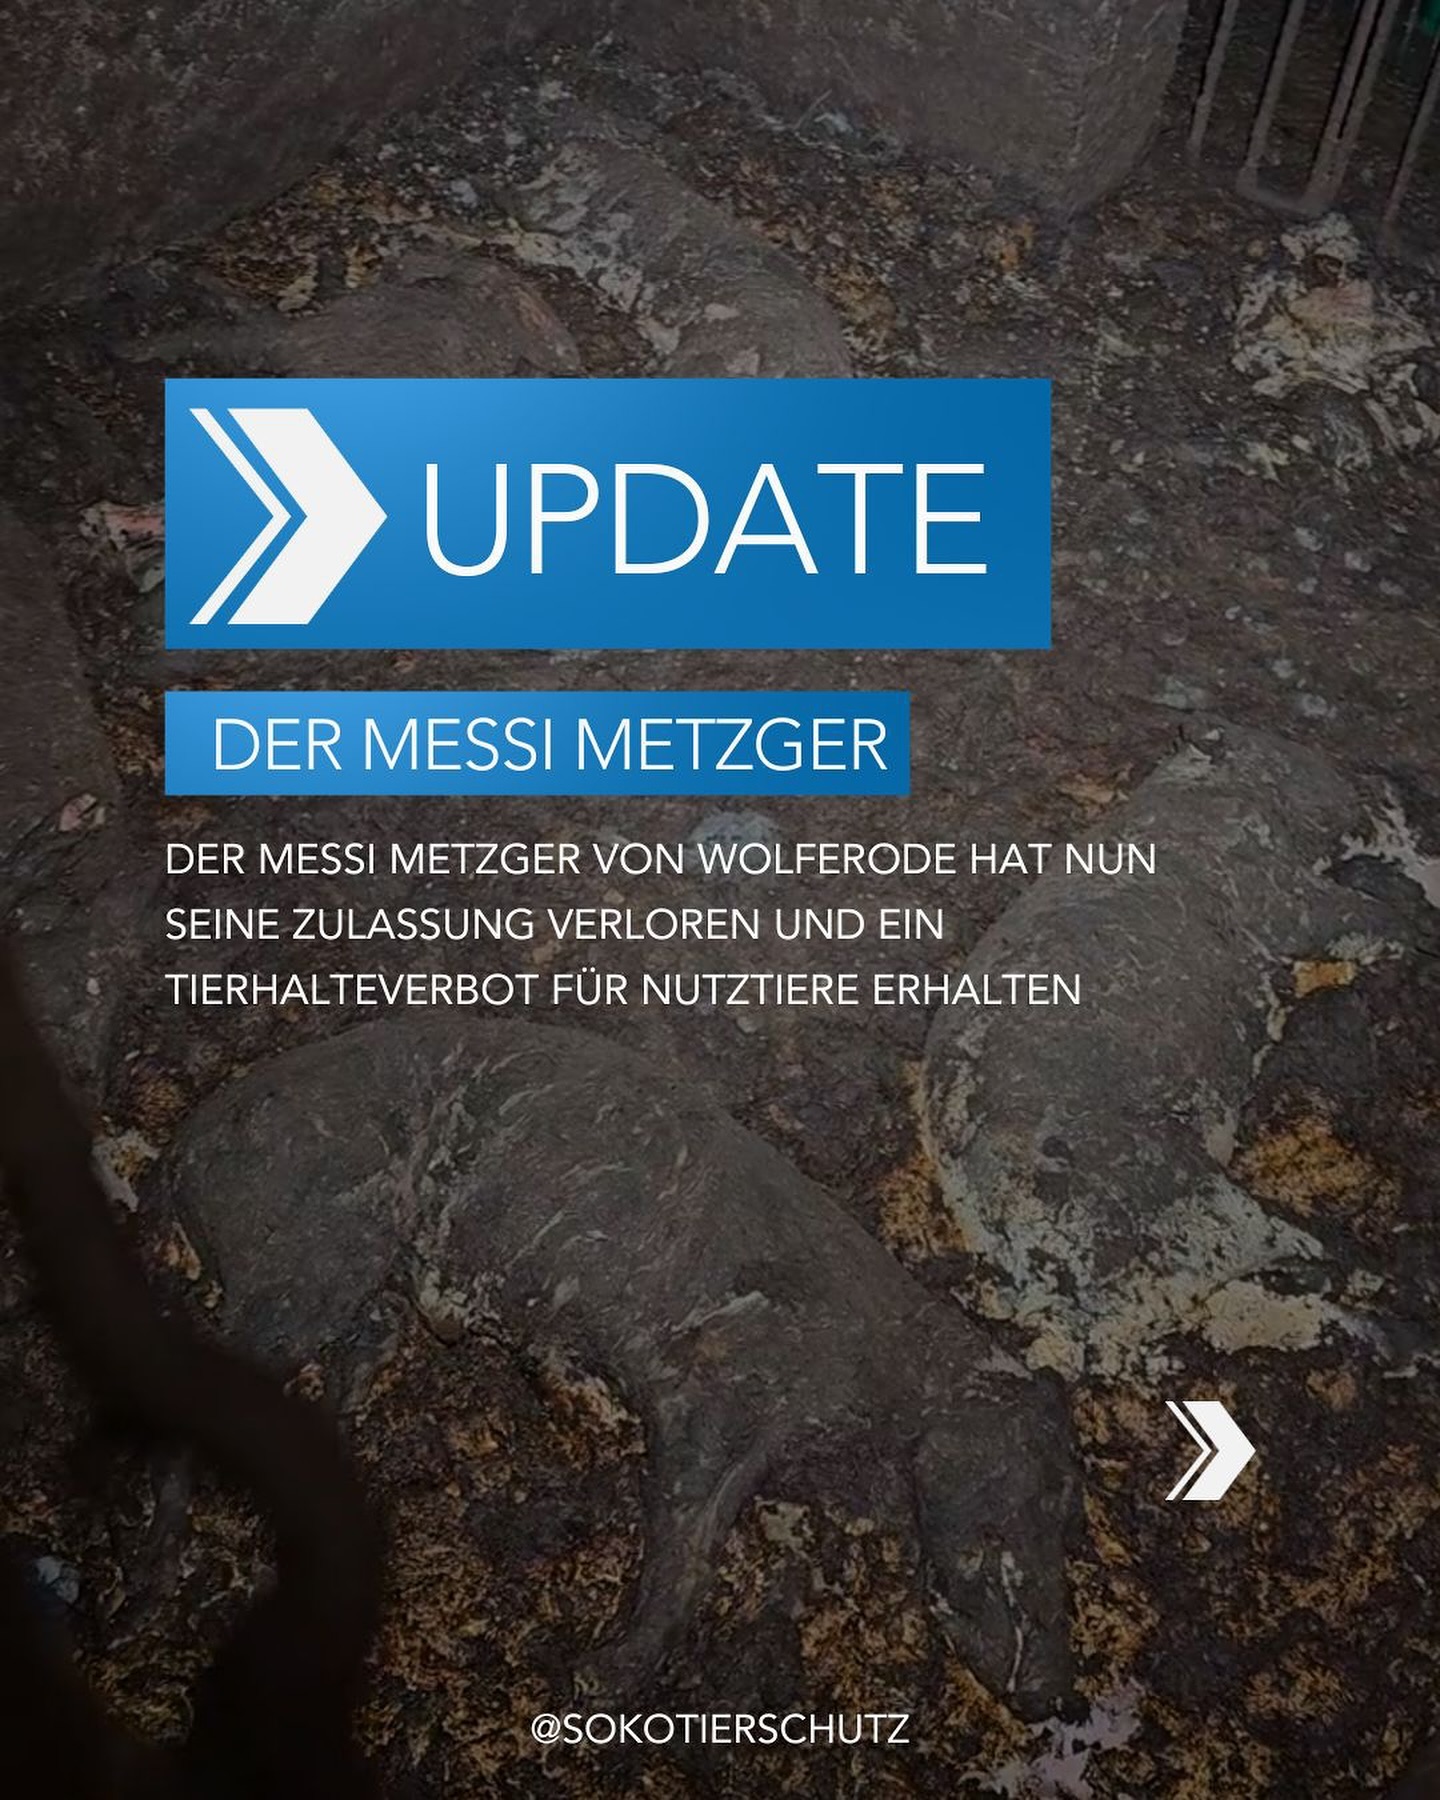 UPDATE
DER MESSI METZGER
DER MESSI METZGER VON WOLFERODE HAT NUN
SEINE ZULASSUNG VERLOREN UND EIN
TIERHALTEVERBOT FÜR NUTZTIERE ERHALTEN
@SOKOTIERSCHUTZ